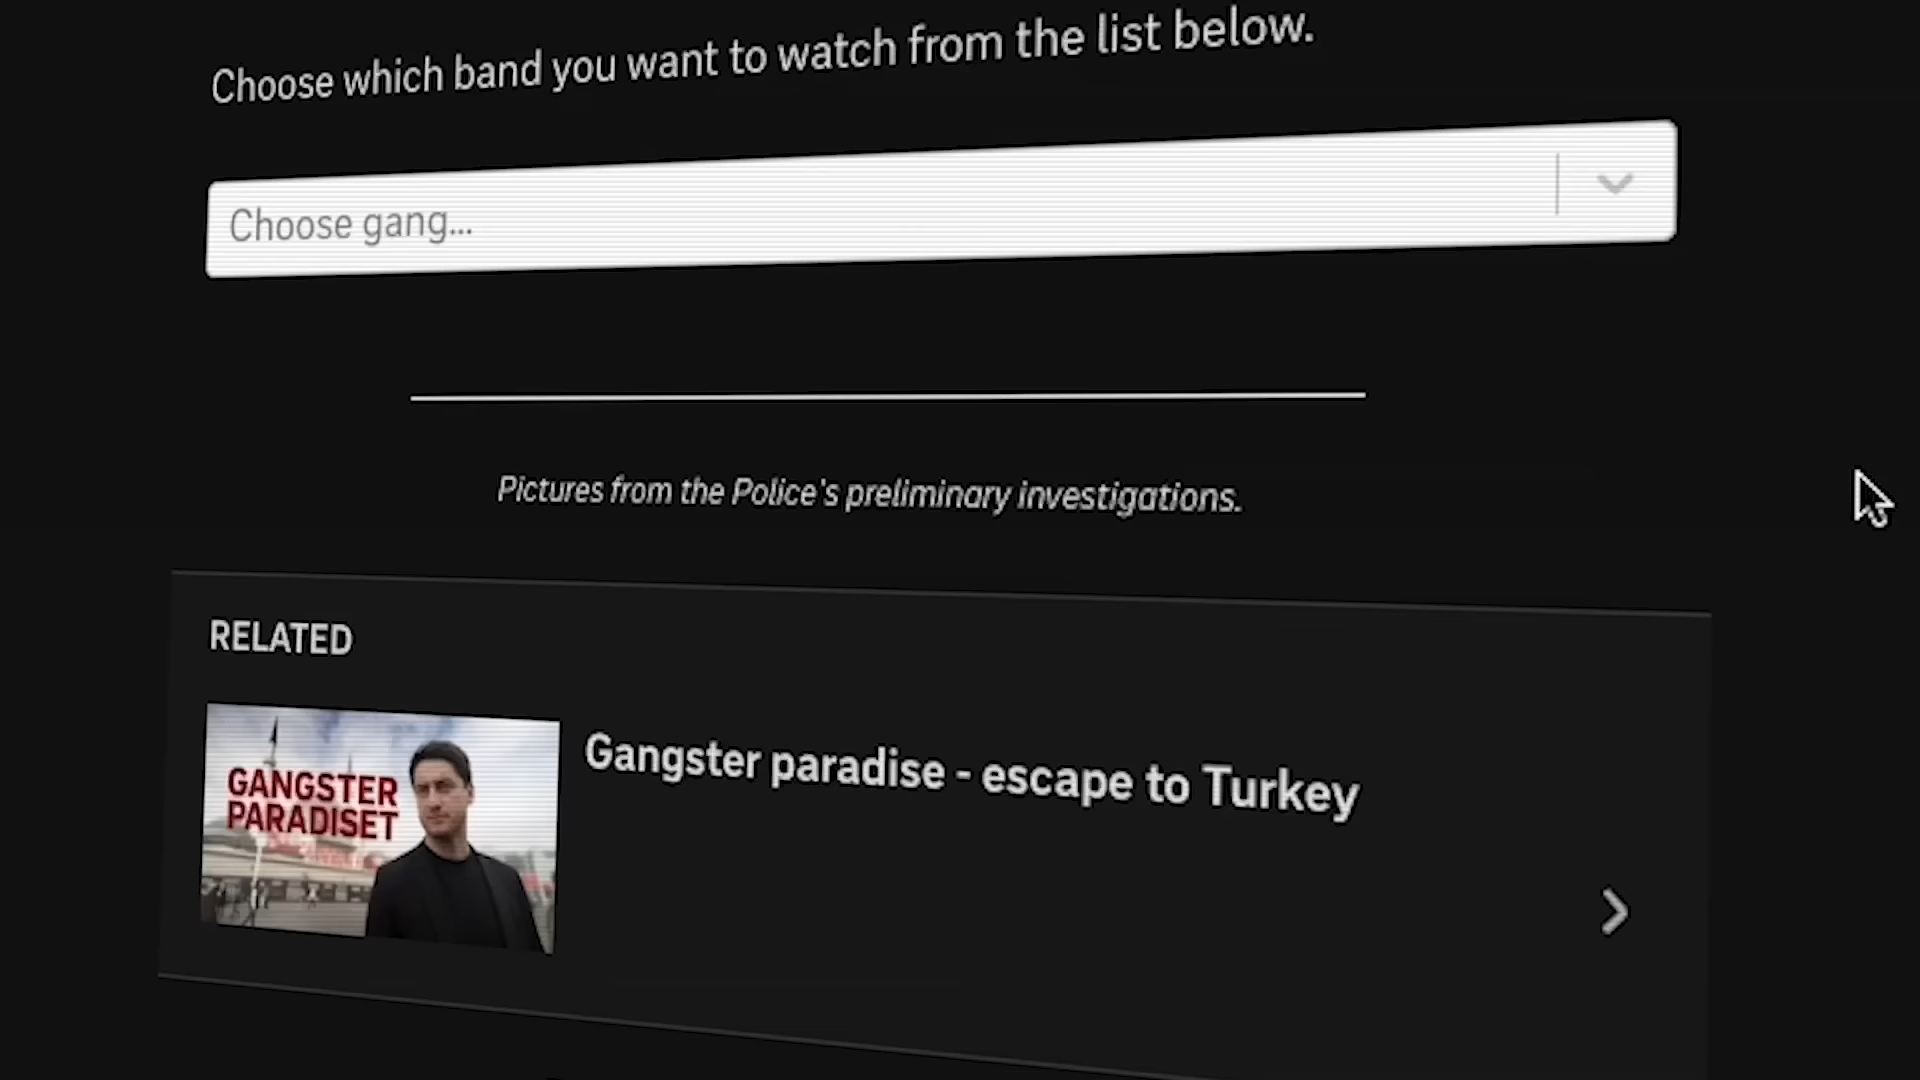 Choose which band you want to watch from the list below.
Choose gang...
Pictures from the Police's preliminary investigations.
RELATED
GANGSTER
PARADISET
Gangster paradise - escape to Turkey